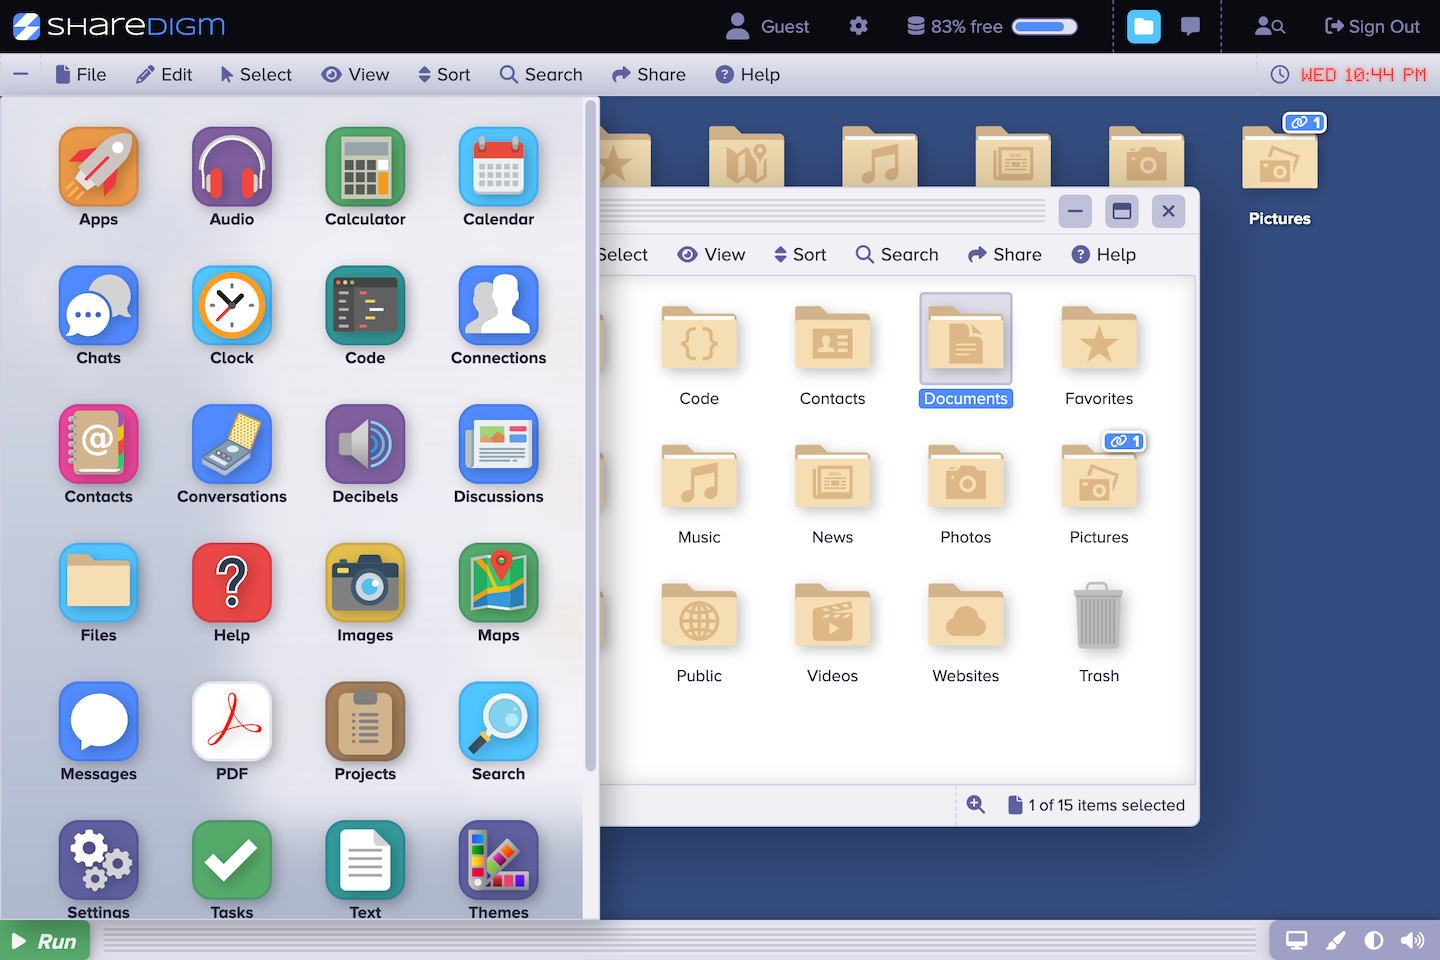 SHAREDIGM
Guest
83% free
Sign Out
File Edit Select View Sort Search Share Help
WED 10:44 PM
Apps Audio Calculator Calendar
Chats Clock Code Connections
Contacts Conversations Decibels Discussions
Files Help Images Maps
Messages PDF Projects Search
Settings Tasks Text Themes
1
Pictures
Select View Sort Search Share Help
Code Contacts Documents Favorites
1
Music News Photos Pictures
Public Videos Websites Trash
1 of 15 items selected
Run